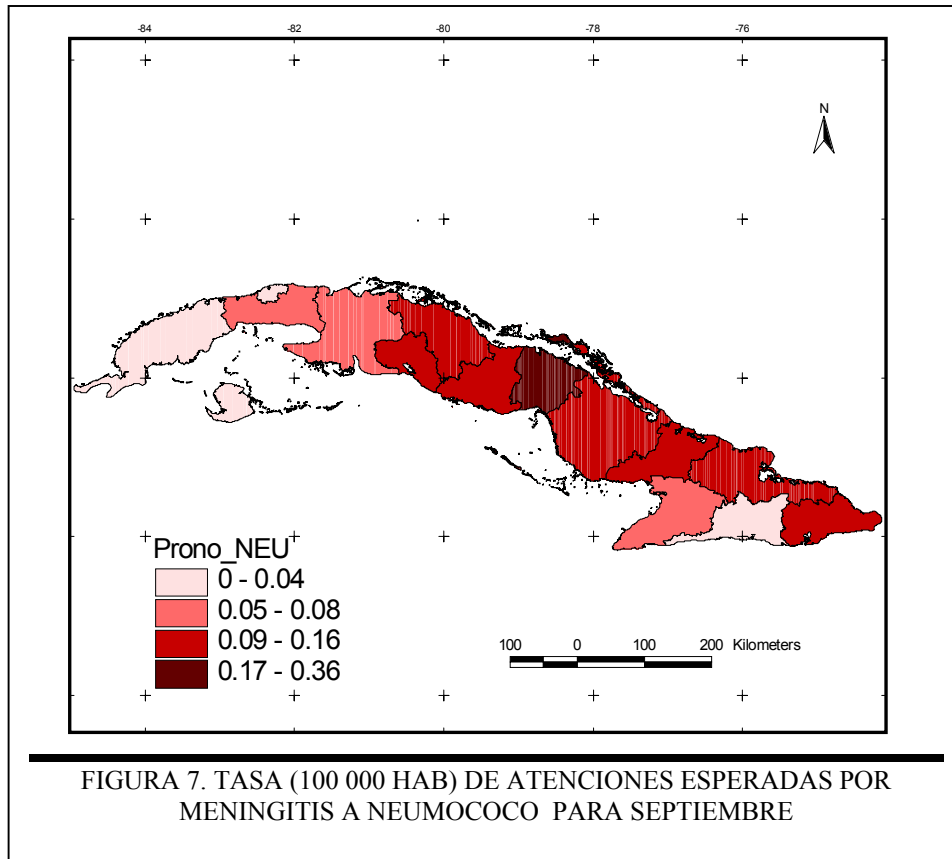 -84 -82 -80 -78 -76
N
Prono_NEU
0 - 0.04
0.05 - 0.08
0.09 - 0.16
0.17 - 0.36
100 0 100 200 Kilometers
FIGURA 7. TASA (100 000 HAB) DE ATENCIONES ESPERADAS POR
MENINGITIS A NEUMOCOCO PARA SEPTIEMBRE